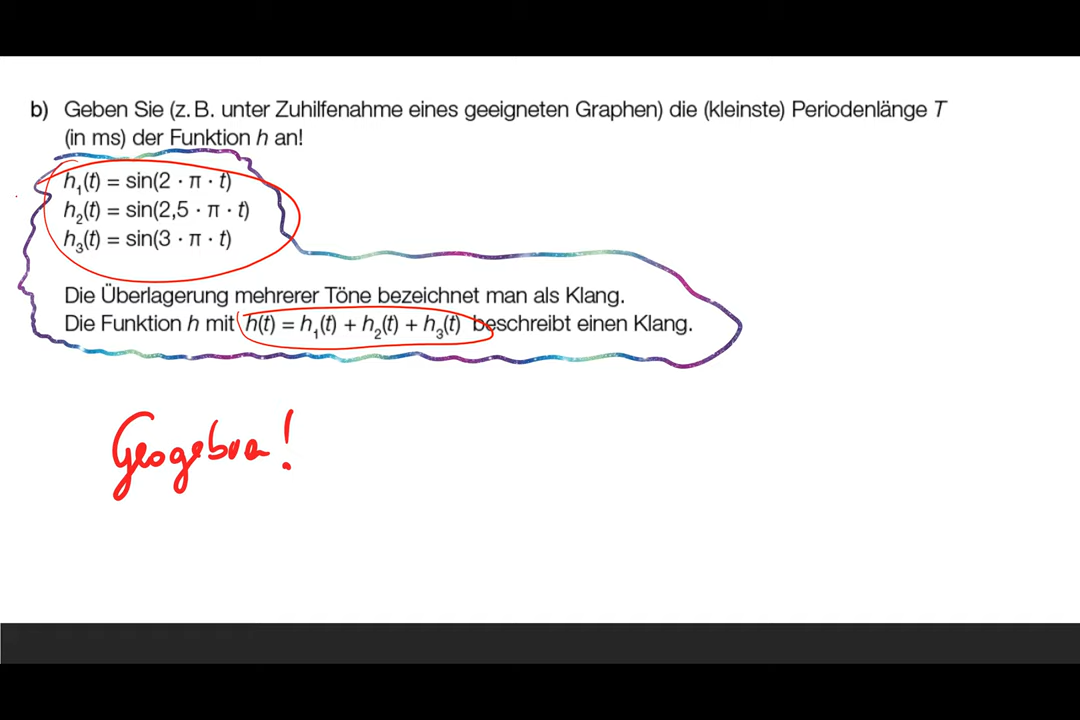 b) Geben Sie (z. B. unter Zuhilfenahme eines geeigneten Graphen) die (kleinste) Periodenlänge T
(in ms) der Funktion h an!
h₁(t) = sin(2 · π · t)
h₂(t) = sin(2,5 · π · t)
h₃(t) = sin(3 · π · t)
Die Überlagerung mehrerer Töne bezeichnet man als Klang.
Die Funktion h mit h(t) = h₁(t) + h₂(t) + h₃(t) beschreibt einen Klang.
Geogebra!